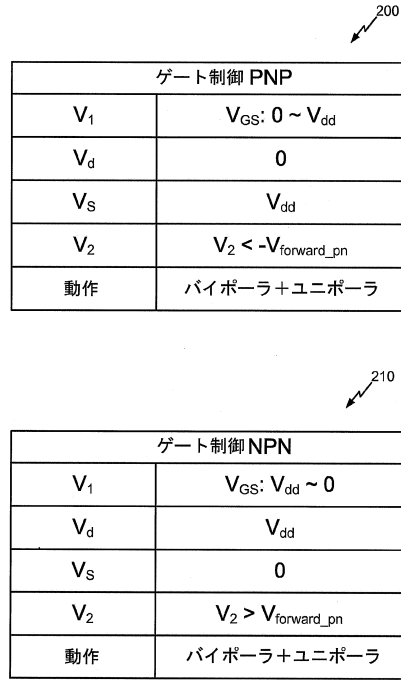 200
ゲート制御 PNP
V1 VGS: 0 ~ Vdd
Vd 0
VS Vdd
V2 V2 < -Vforward_pn
動作 バイポーラ＋ユニポーラ
210
ゲート制御 NPN
V1 VGS: Vdd ~ 0
Vd Vdd
VS 0
V2 V2 > Vforward_pn
動作 バイポーラ＋ユニポーラ